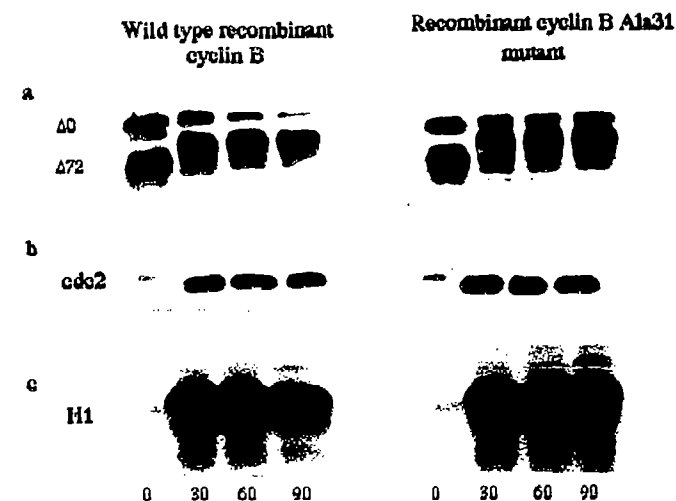 Wild type recombinant
cyclin B
Recombinant cyclin B Ala31
mutant
a
Δ0
Δ72
b
cdc2
c
H1
0 30 60 90
0 30 60 90